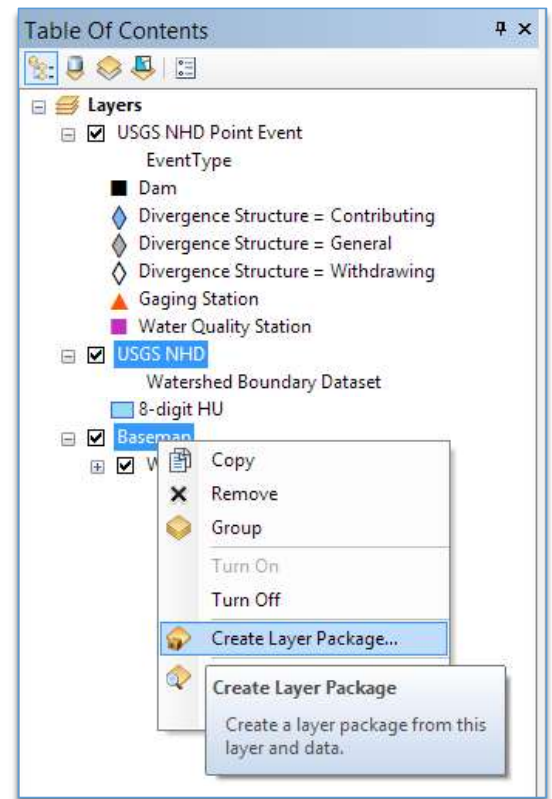 Table Of Contents
Layers
USGS NHD Point Event
EventType
Dam
Divergence Structure = Contributing
Divergence Structure = General
Divergence Structure = Withdrawing
Gaging Station
Water Quality Station
USGS NHD
Watershed Boundary Dataset
8-digit HU
Basemap
Copy
Remove
Group
Turn On
Turn Off
Create Layer Package...
Create Layer Package
Create a layer package from this
layer and data.